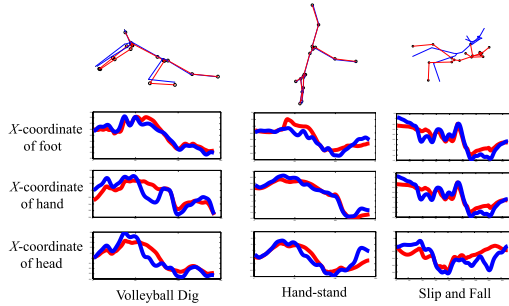 X-coordinate
of foot
X-coordinate
of hand
X-coordinate
of head
Volleyball Dig
Hand-stand
Slip and Fall